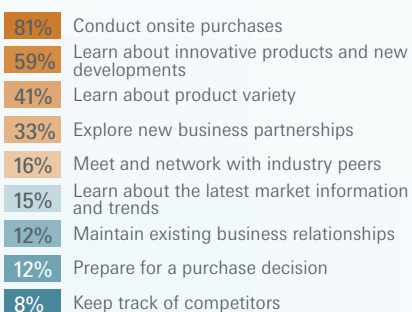 81% Conduct onsite purchases
59% Learn about innovative products and new
developments
41% Learn about product variety
33% Explore new business partnerships
16% Meet and network with industry peers
15% Learn about the latest market information
and trends
12% Maintain existing business relationships
12% Prepare for a purchase decision
8% Keep track of competitors